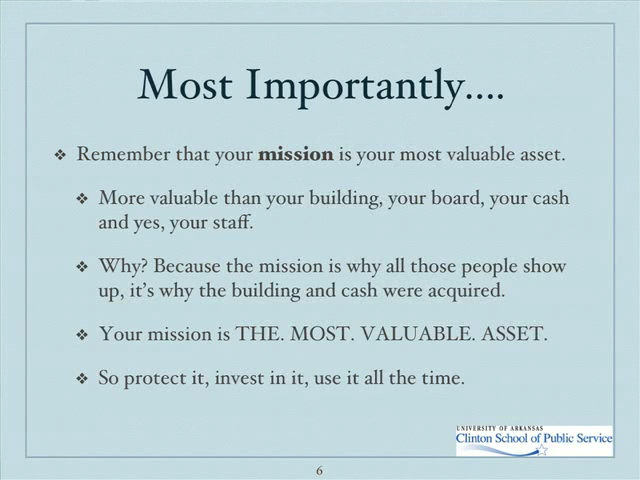 Most Importantly....
❖ Remember that your mission is your most valuable asset.
❖ More valuable than your building, your board, your cash
and yes, your staff.
❖ Why? Because the mission is why all those people show
up, it’s why the building and cash were acquired.
❖ Your mission is THE. MOST. VALUABLE. ASSET.
❖ So protect it, invest in it, use it all the time.
UNIVERSITY OF ARKANSAS
Clinton School of Public Service
6